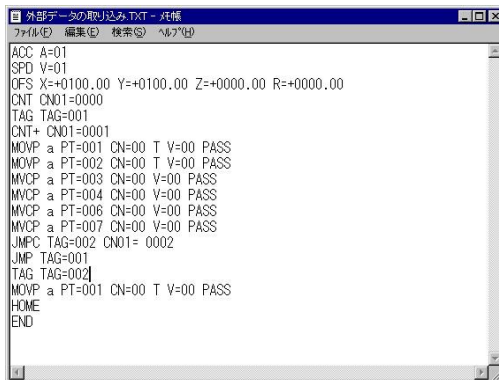 外部データの取り込み.TXT - メモ帳
ファイル(F) 編集(E) 検索(S) ヘルプ(H)
ACC A=01
SPD V=01
OFS X=+0100.00 Y=+0100.00 Z=+0000.00 R=+0000.00
CNT CN01=0000
TAG TAG=001
CNT+ CN01=0001
MOVP a PT=001 CN=00 T V=00 PASS
MOVP a PT=002 CN=00 T V=00 PASS
MVCP a PT=003 CN=00 V=00 PASS
MVCP a PT=004 CN=00 V=00 PASS
MVCP a PT=006 CN=00 V=00 PASS
MVCP a PT=007 CN=00 V=00 PASS
JMPC TAG=002 CN01= 0002
JMP TAG=001
TAG TAG=002
MOVP a PT=001 CN=00 T V=00 PASS
HOME
END